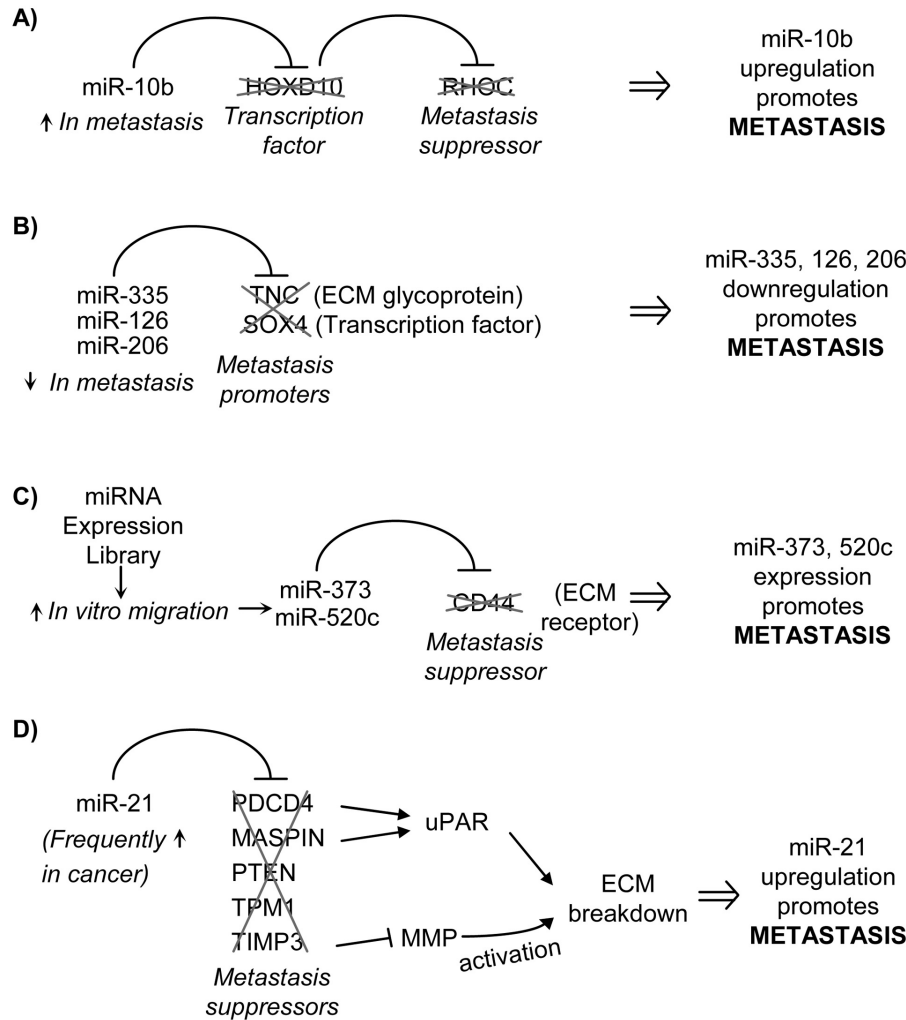 A)
miR-10b
↑ In metastasis
HOXD10
Transcription
factor
RHOC
Metastasis
suppressor
miR-10b
upregulation
promotes
METASTASIS
B)
miR-335
miR-126
miR-206
↓ In metastasis
TNC (ECM glycoprotein)
SOX4 (Transcription factor)
Metastasis
promoters
miR-335, 126, 206
downregulation
promotes
METASTASIS
C)
miRNA
Expression
Library
↑ In vitro migration
miR-373
miR-520c
CD44
(ECM
receptor)
Metastasis
suppressor
miR-373, 520c
expression
promotes
METASTASIS
D)
miR-21
(Frequently ↑
in cancer)
PDCD4
MASPIN
PTEN
TPM1
TIMP3
Metastasis
suppressors
uPAR
MMP
activation
ECM
breakdown
miR-21
upregulation
promotes
METASTASIS